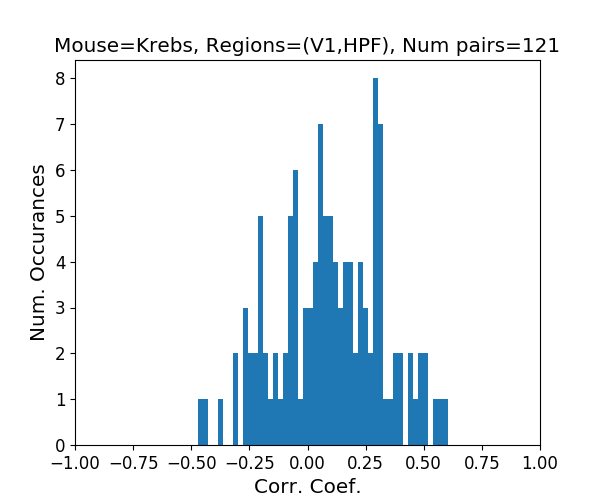 Mouse=Krebs, Regions=(V1,HPF), Num pairs=121
8
7
6
5
4
3
2
1
0
Num. Occurances
−1.00 −0.75 −0.50 −0.25 0.00 0.25 0.50 0.75 1.00
Corr. Coef.